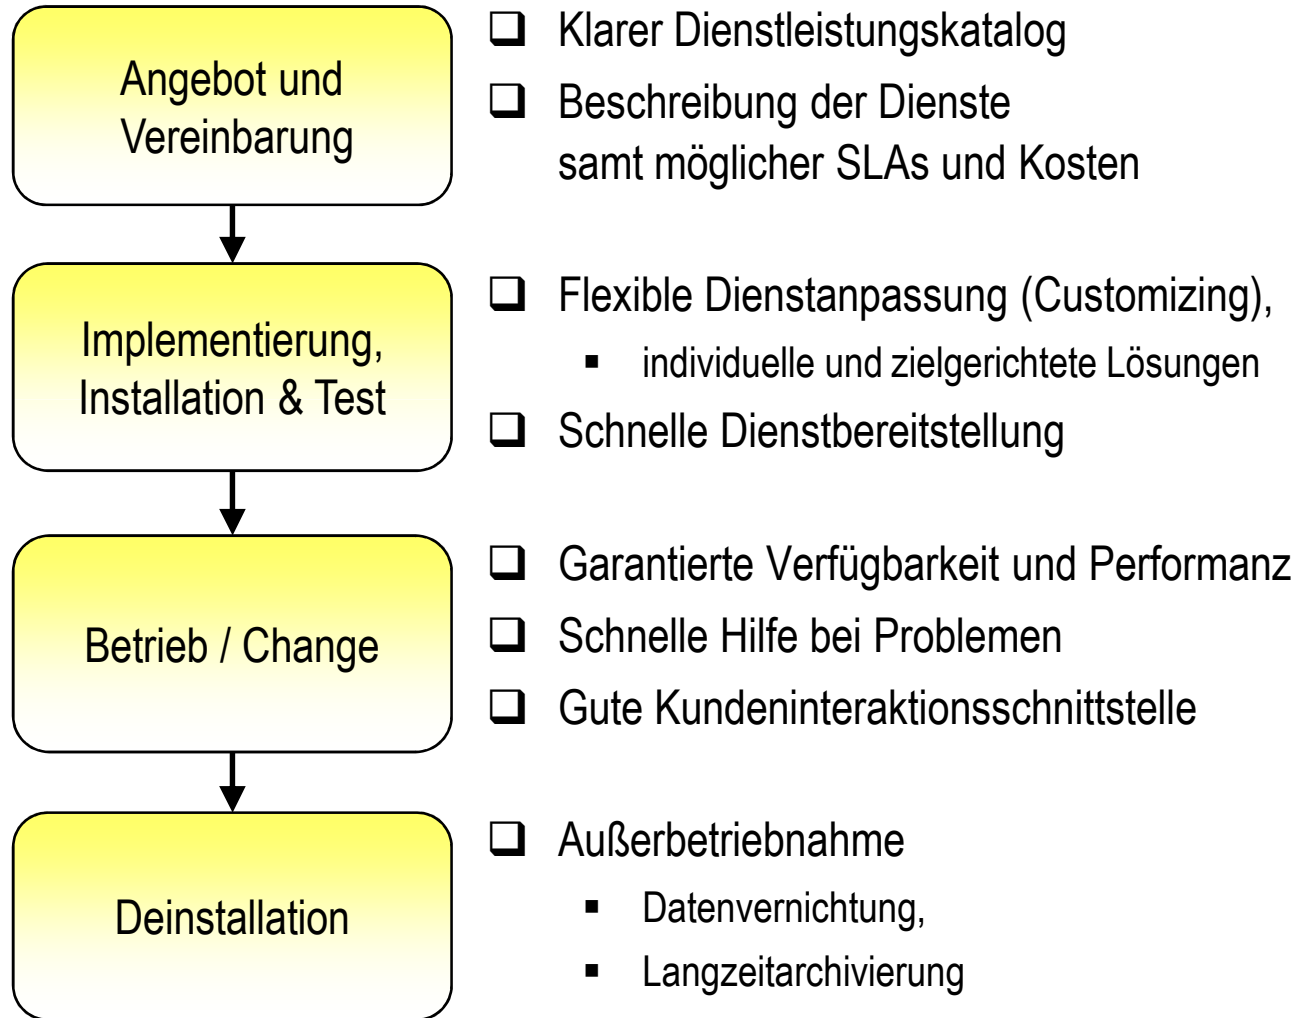 Angebot und
Vereinbarung
Klarer Dienstleistungskatalog
Beschreibung der Dienste
samt möglicher SLAs und Kosten
Implementierung,
Installation & Test
Flexible Dienstanpassung (Customizing),
individuelle und zielgerichtete Lösungen
Schnelle Dienstbereitstellung
Betrieb / Change
Garantierte Verfügbarkeit und Performanz
Schnelle Hilfe bei Problemen
Gute Kundeninteraktionsschnittstelle
Deinstallation
Außerbetriebnahme
Datenvernichtung,
Langzeitarchivierung